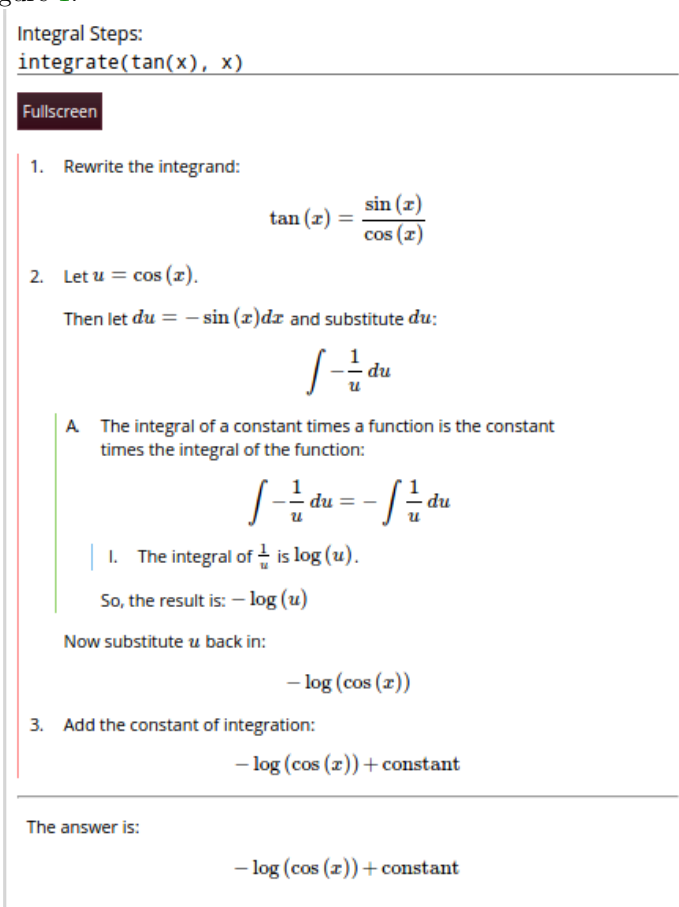 gure 1.
Integral Steps:
integrate(tan(x), x)
Fullscreen
1. Rewrite the integrand:
tan (x) = sin (x) / cos (x)
2. Let u = cos (x).
Then let du = − sin (x)dx and substitute du:
∫ −1/u du
A. The integral of a constant times a function is the constant
times the integral of the function:
∫ −1/u du = − ∫ 1/u du
I. The integral of 1/u is log (u).
So, the result is: − log (u)
Now substitute u back in:
− log (cos (x))
3. Add the constant of integration:
− log (cos (x)) + constant
The answer is:
− log (cos (x)) + constant